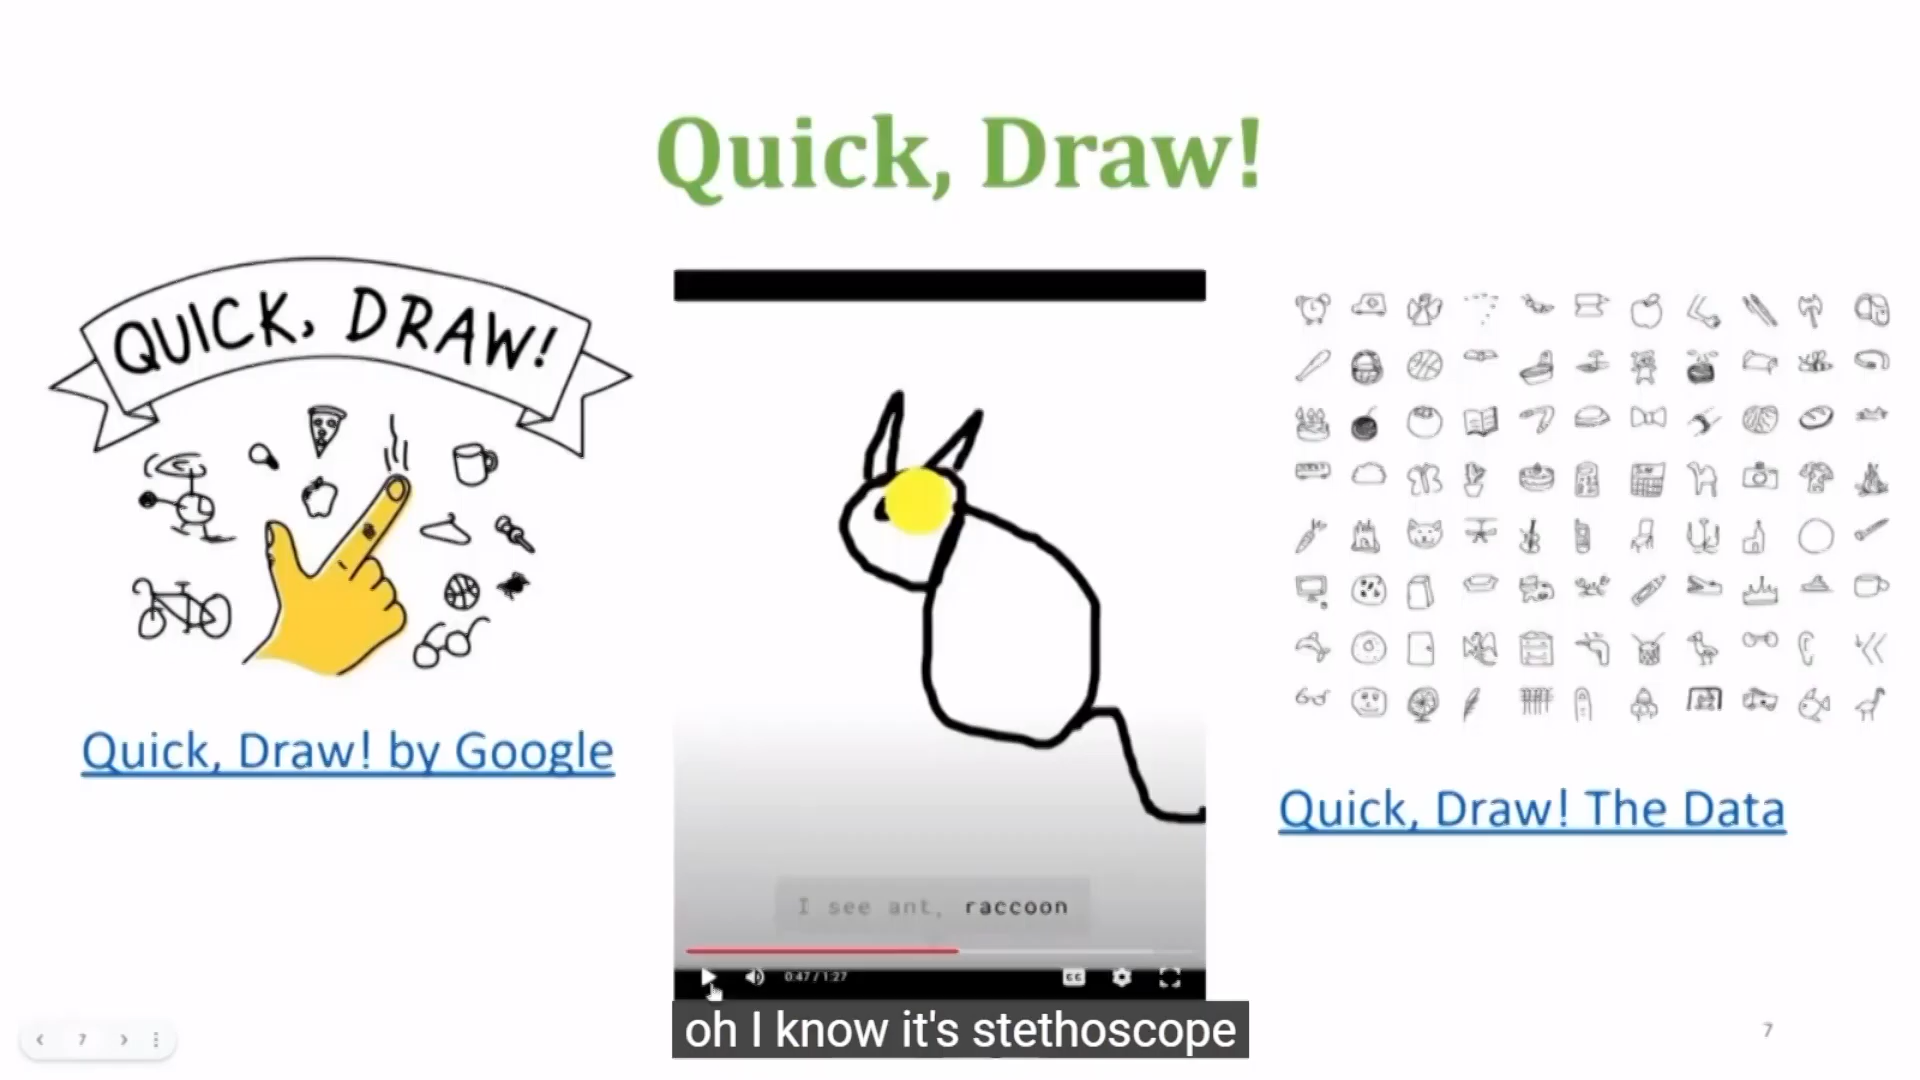 Quick, Draw!
QUICK, DRAW!
Quick, Draw! by Google
I see ant, raccoon
0:47 / 1:27
CC
oh I know it's stethoscope
Quick, Draw! The Data
7
7